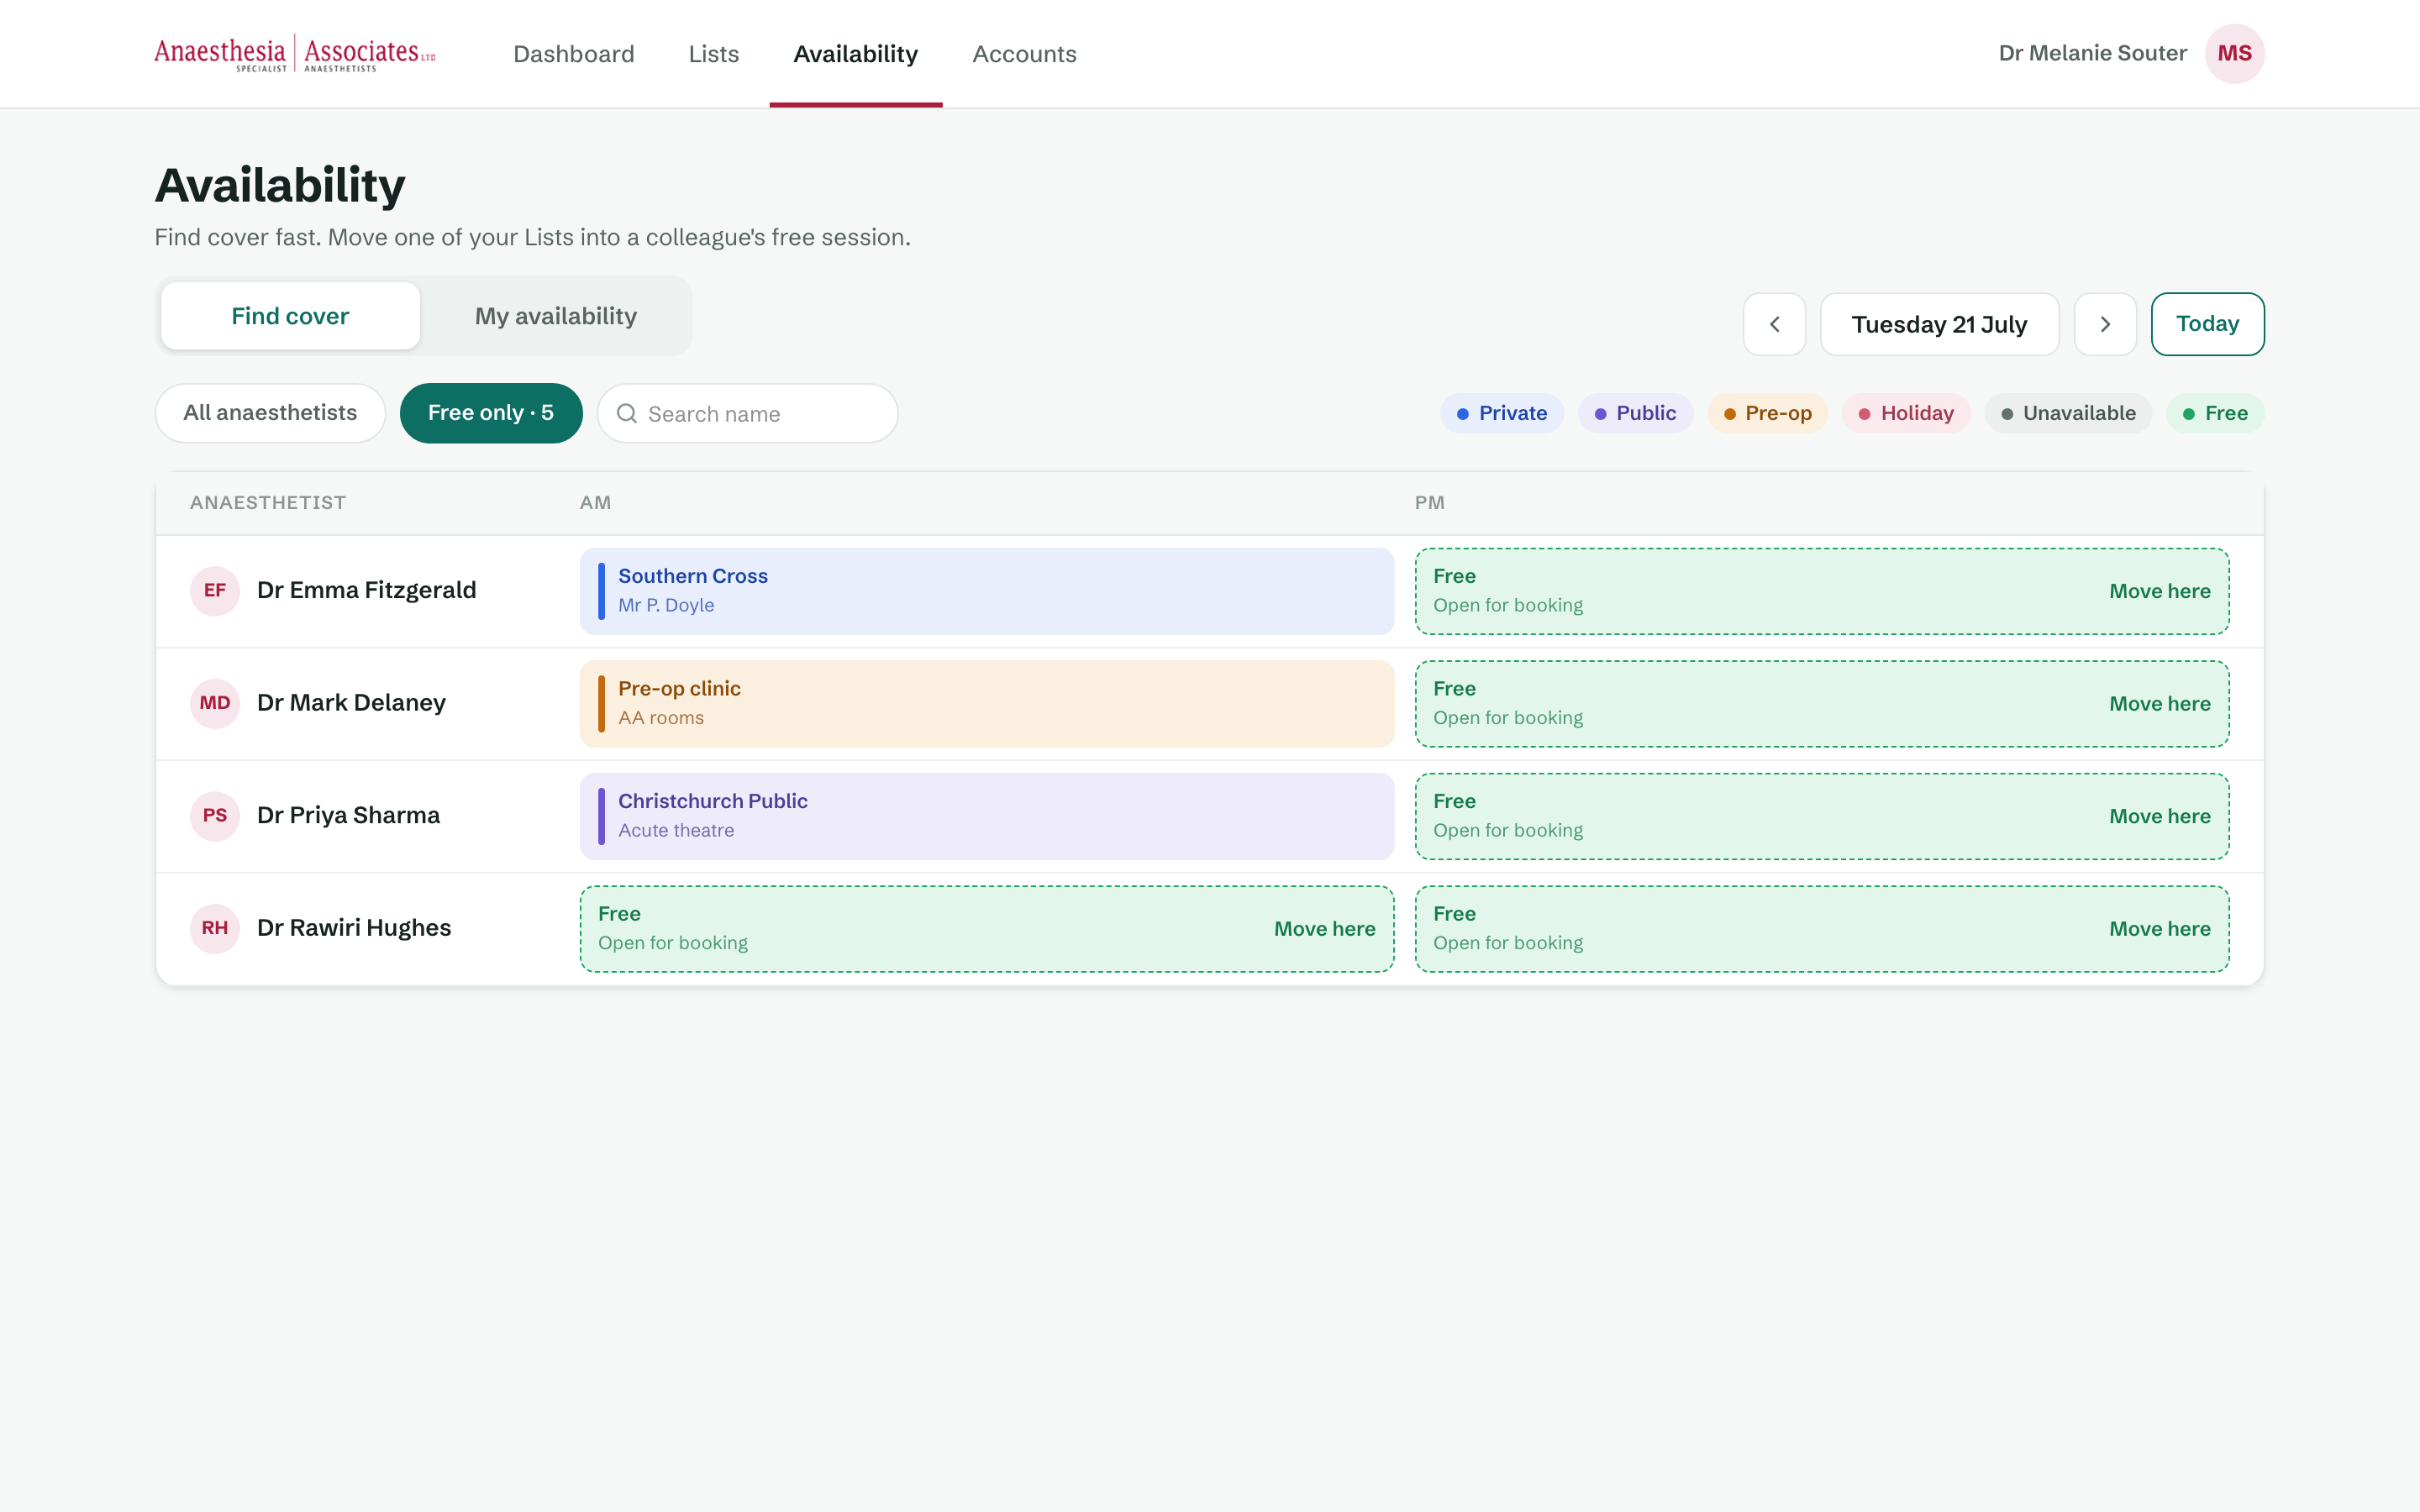 Anaesthesia | Associates LTD
SPECIALIST ANAESTHETISTS
Dashboard
Lists
Availability
Accounts
Dr Melanie Souter
MS
Availability
Find cover fast. Move one of your Lists into a colleague's free session.
Find cover
My availability
Tuesday 21 July
Today
All anaesthetists
Free only · 5
Search name
Private
Public
Pre-op
Holiday
Unavailable
Free
ANAESTHETIST
AM
PM
EF
Dr Emma Fitzgerald
Southern Cross
Mr P. Doyle
Free
Open for booking
Move here
MD
Dr Mark Delaney
Pre-op clinic
AA rooms
Free
Open for booking
Move here
PS
Dr Priya Sharma
Christchurch Public
Acute theatre
Free
Open for booking
Move here
RH
Dr Rawiri Hughes
Free
Open for booking
Move here
Free
Open for booking
Move here